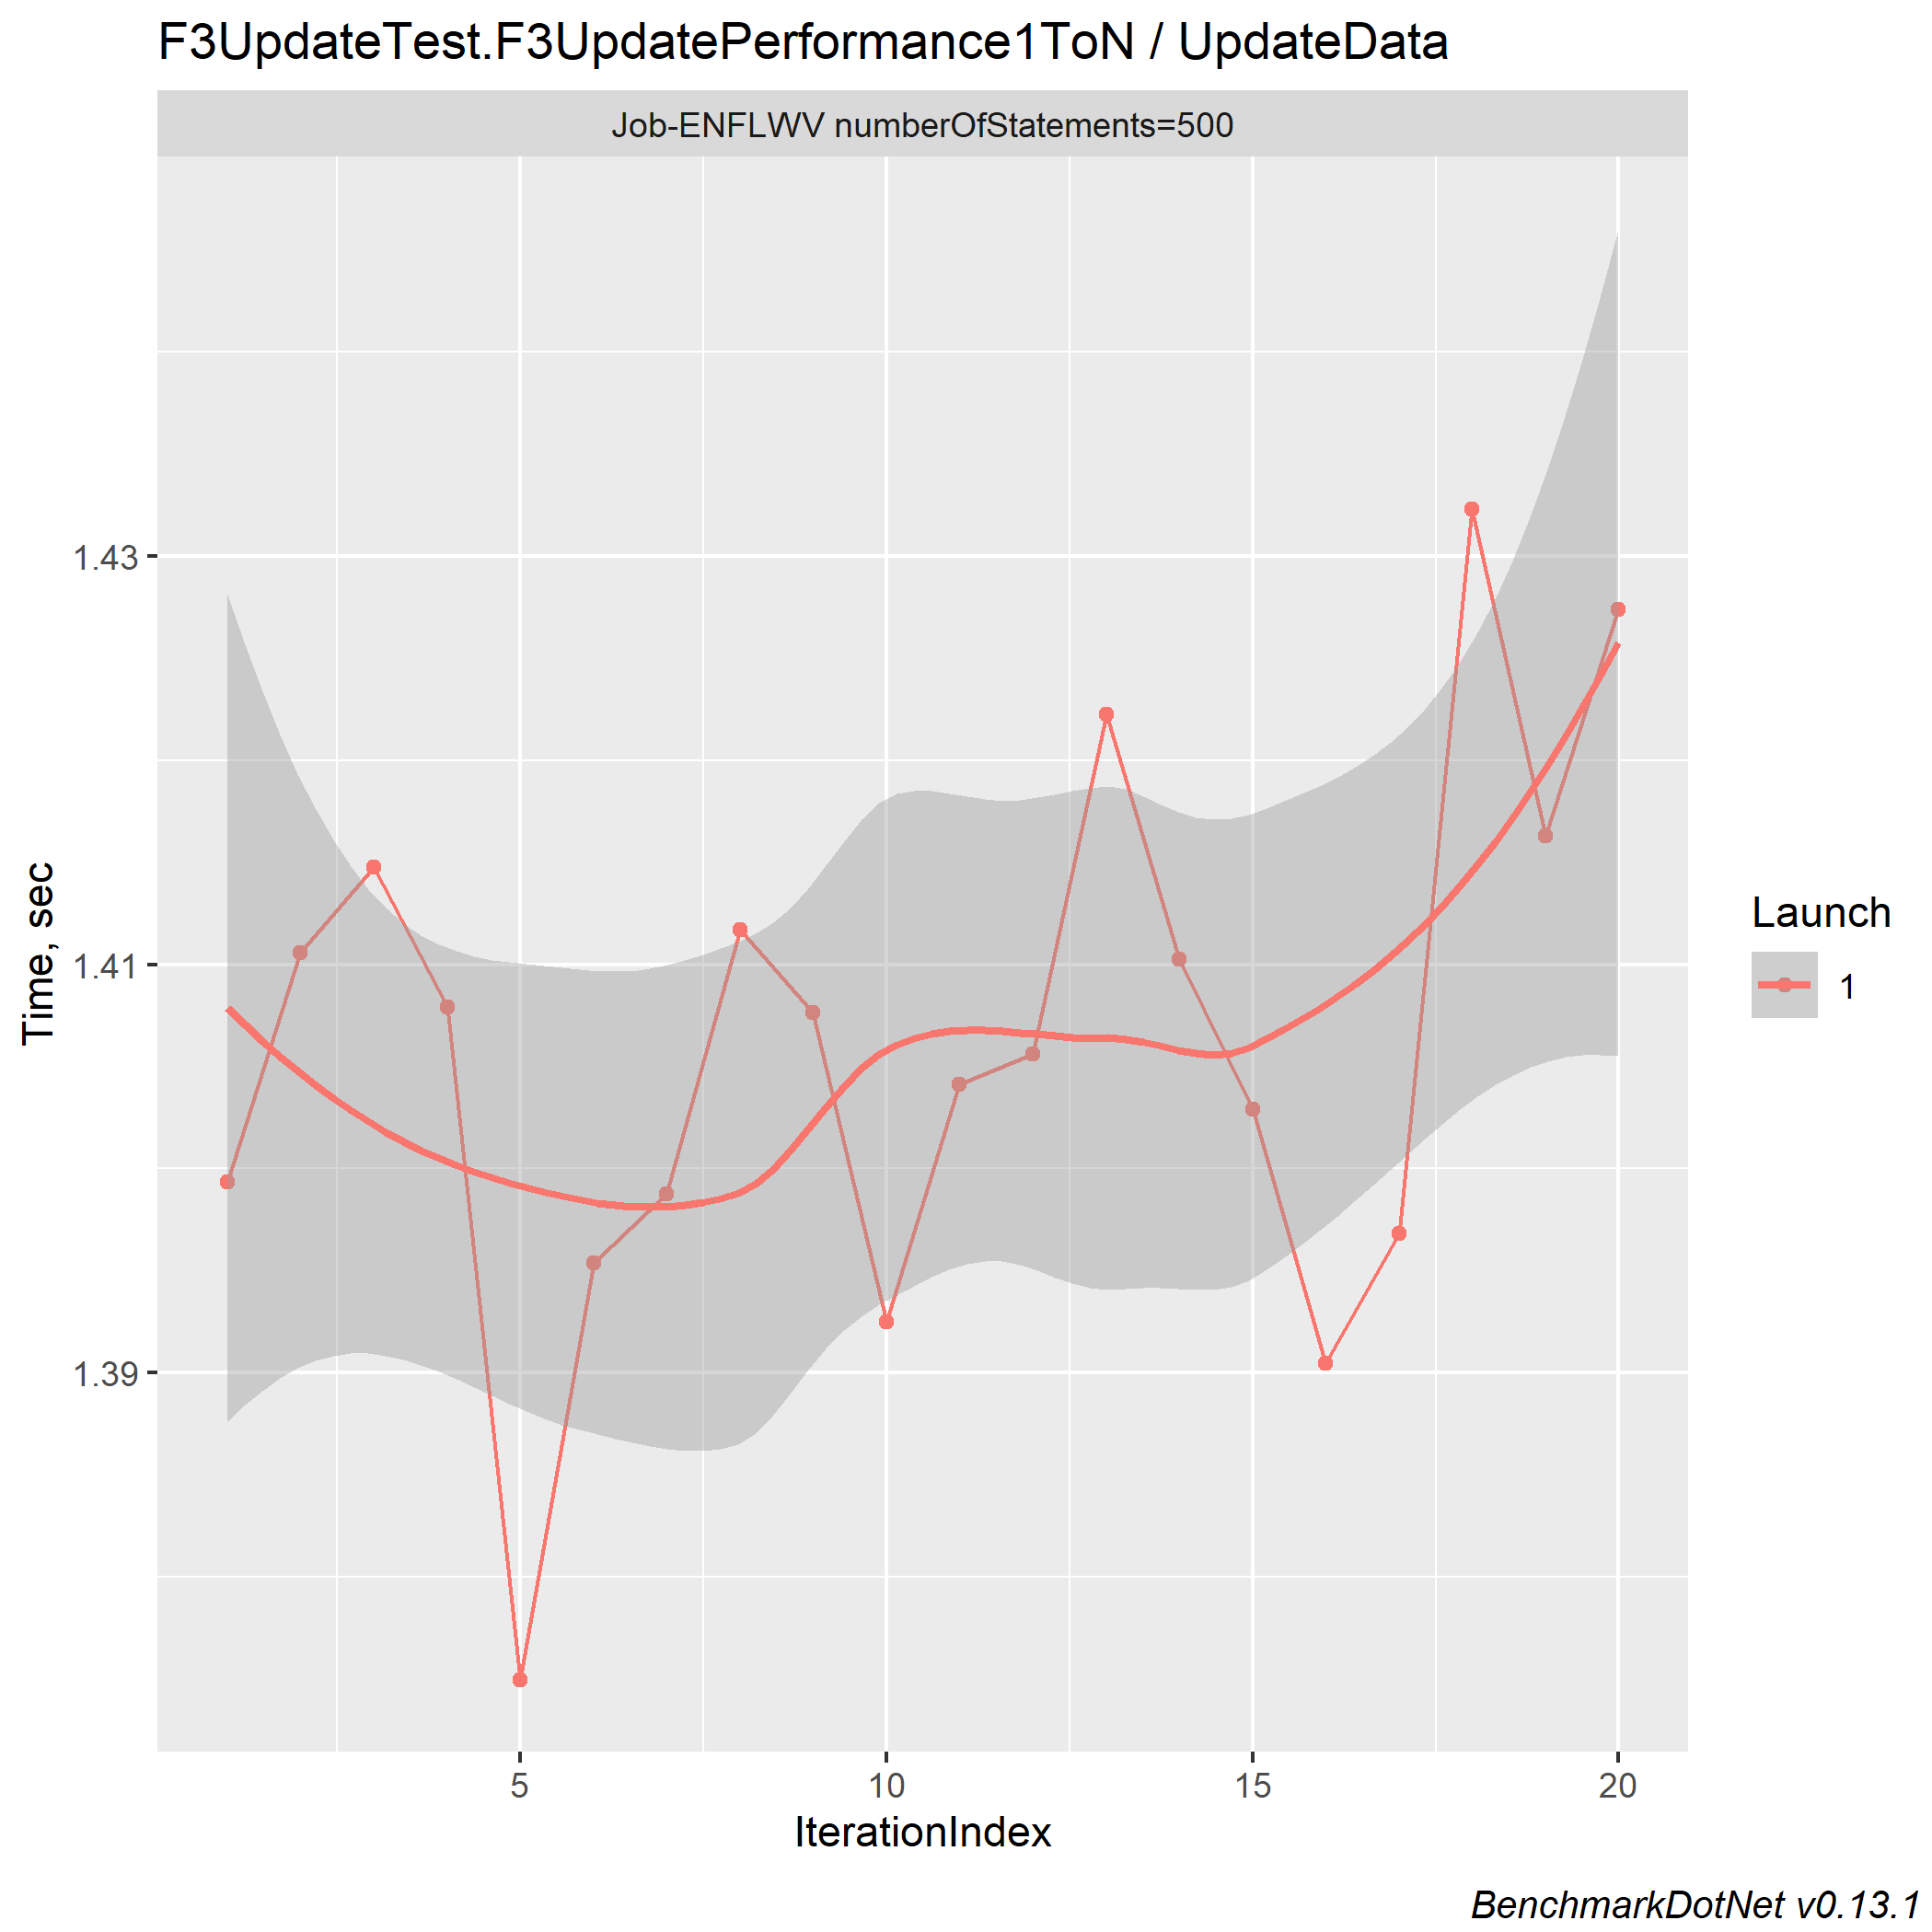 F3UpdateTest.F3UpdatePerformance1ToN / UpdateData
Job-ENFLWV numberOfStatements=500
1.43
1.41
1.39
Time, sec
5
10
15
20
IterationIndex
Launch
1
BenchmarkDotNet v0.13.1